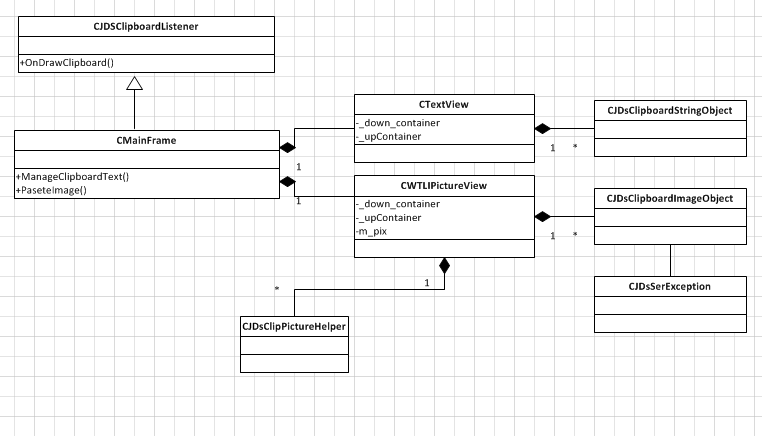 CJDSClipboardListener
+OnDrawClipboard()
CMainFrame
+ManageClipboardText()
+PaseteImage()
1
1
CTextView
-_down_container
-_upContainer
1 *
CJDsClipboardStringObject
CWTLIPictureView
-_down_container
-_upContainer
-m_pix
1 *
CJDsClipboardImageObject
CJDsSerException
1
*
CJDsClipPictureHelper